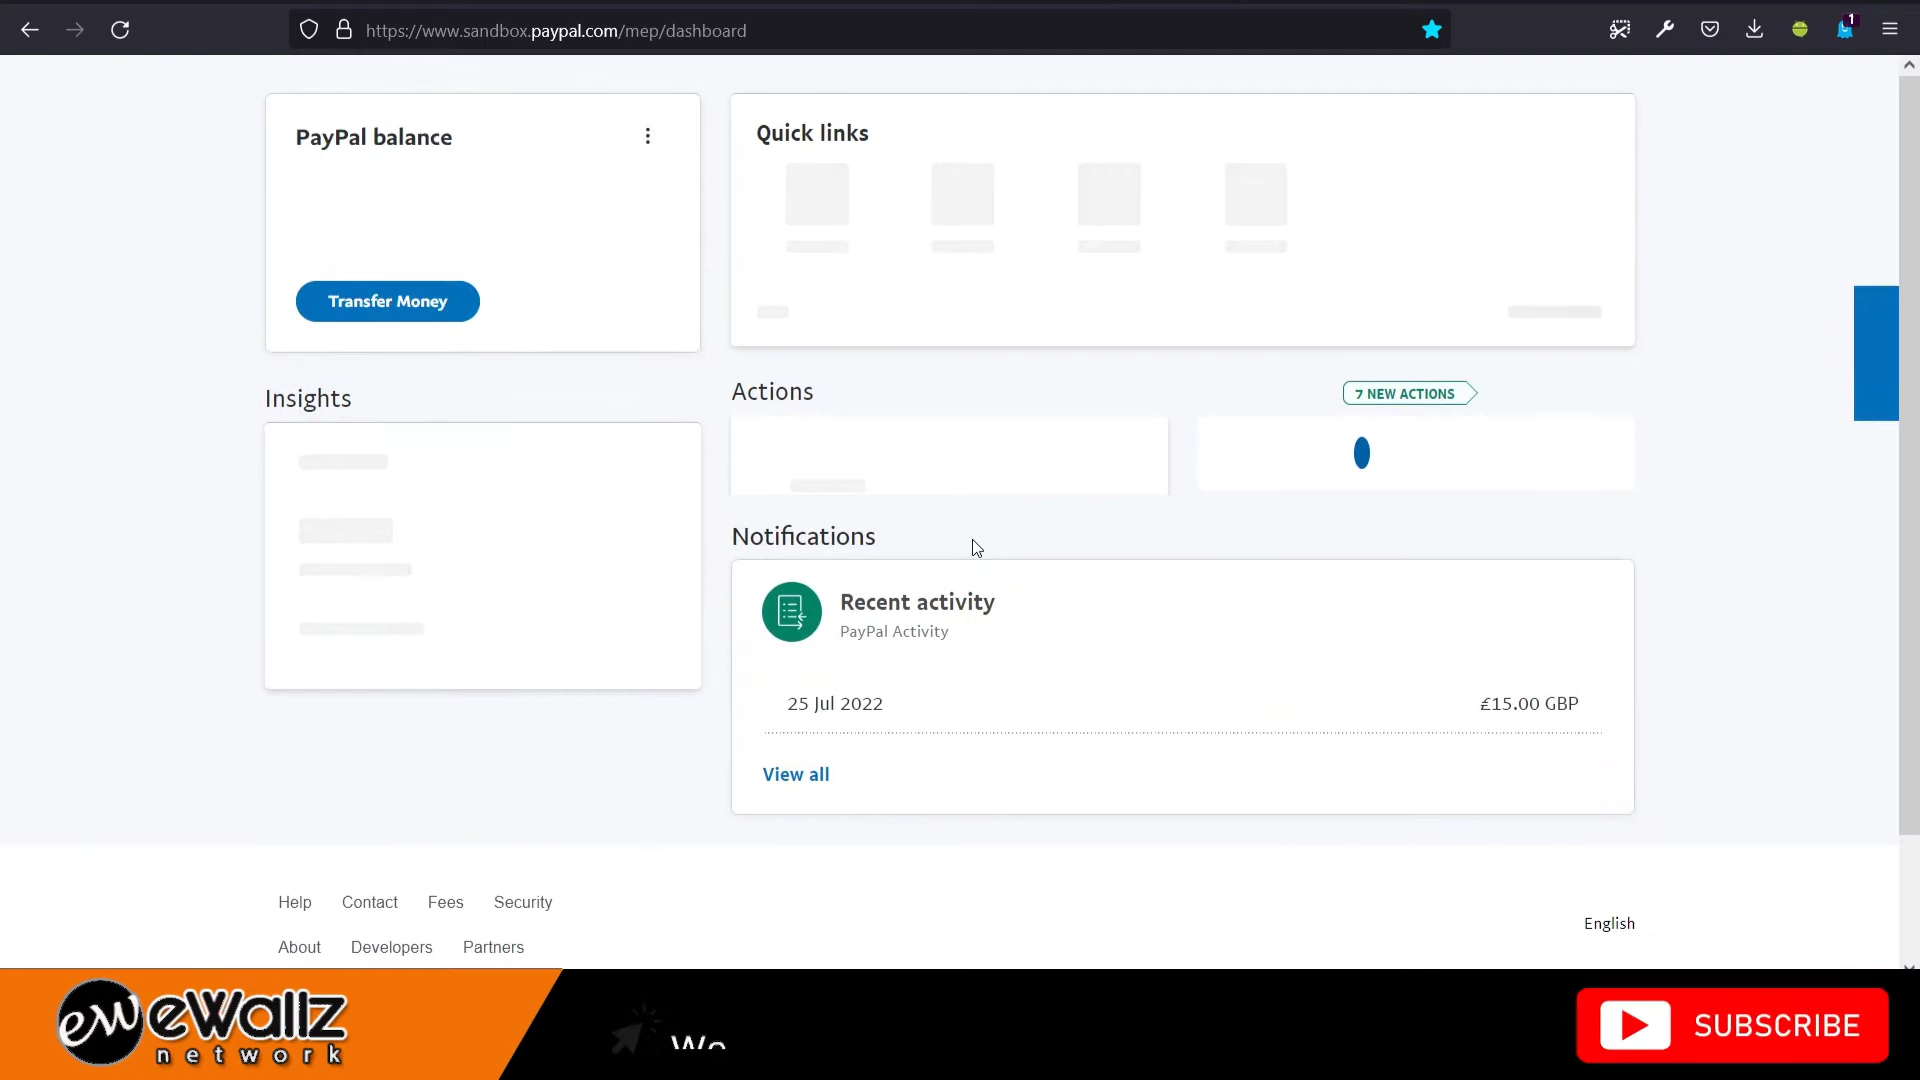 https://www.sandbox.paypal.com/mep/dashboard
1
PayPal balance
Transfer Money
Quick links
Insights
Actions
7 NEW ACTIONS
Notifications
Recent activity
PayPal Activity
25 Jul 2022
£15.00 GBP
View all
Help Contact Fees Security
About Developers Partners
English
ew eWallz
network
SUBSCRIBE